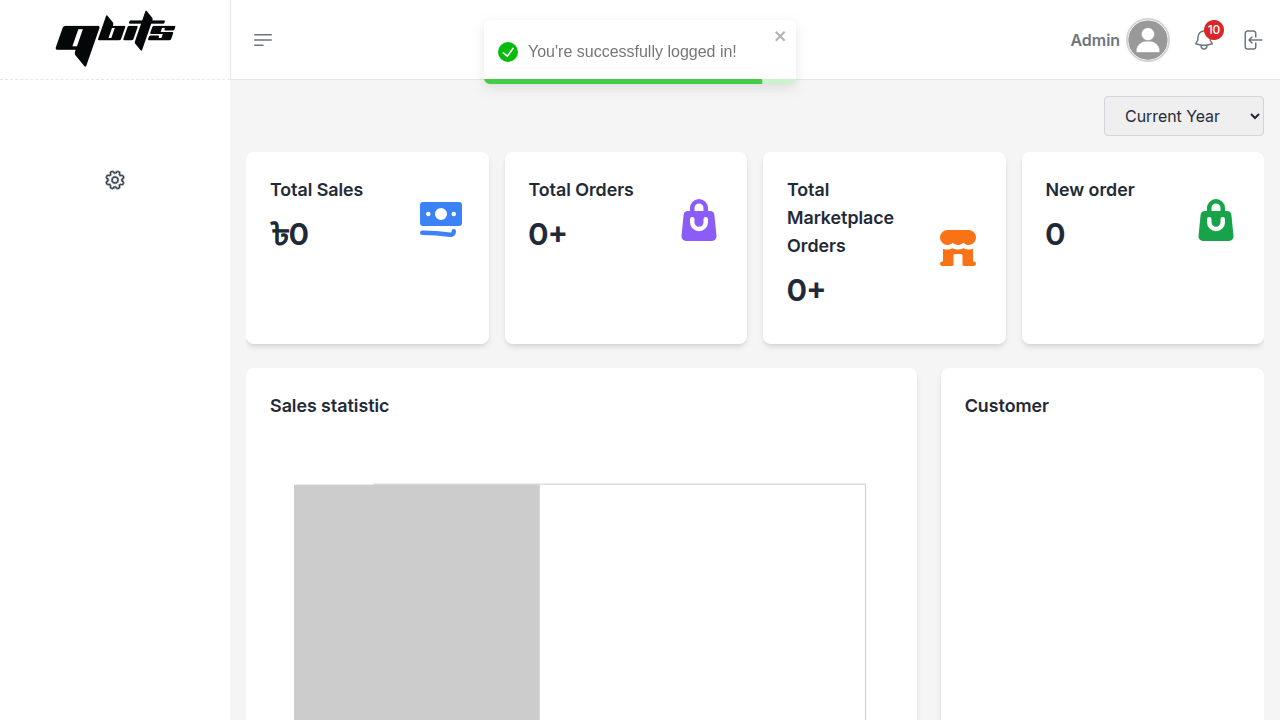 qbits
You're successfully logged in!
Admin
10
Current Year
Total Sales
৳0
Total Orders
0+
Total
Marketplace
Orders
0+
New order
0
Sales statistic
Customer